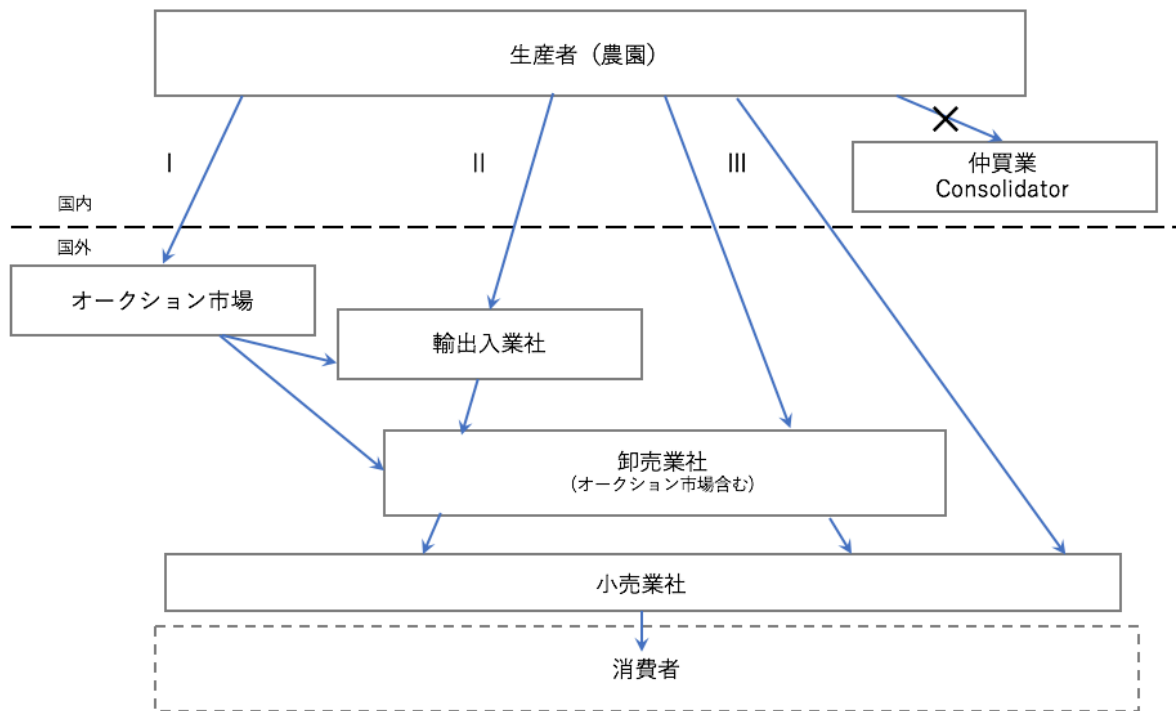 生産者（農園）
Ⅰ
Ⅱ
Ⅲ
仲買業
Consolidator
国内
国外
オークション市場
輸出入業社
卸売業社
（オークション市場含む）
小売業社
消費者